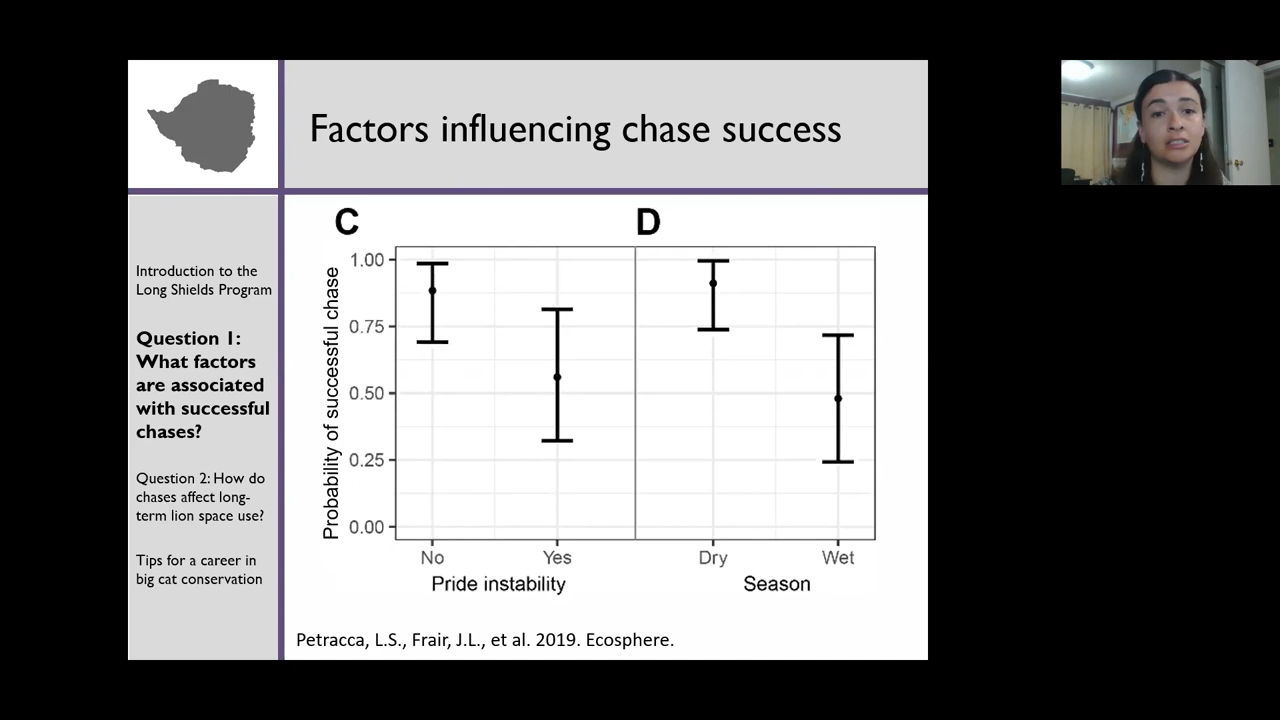 Factors influencing chase success
Introduction to the
Long Shields Program
Question 1:
What factors
are associated
with successful
chases?
Question 2: How do
chases affect long-
term lion space use?
Tips for a career in
big cat conservation
C
D
Probability of successful chase
1.00
0.75
0.50
0.25
0.00
No
Yes
Dry
Wet
Pride instability
Season
Petracca, L.S., Frair, J.L., et al. 2019. Ecosphere.